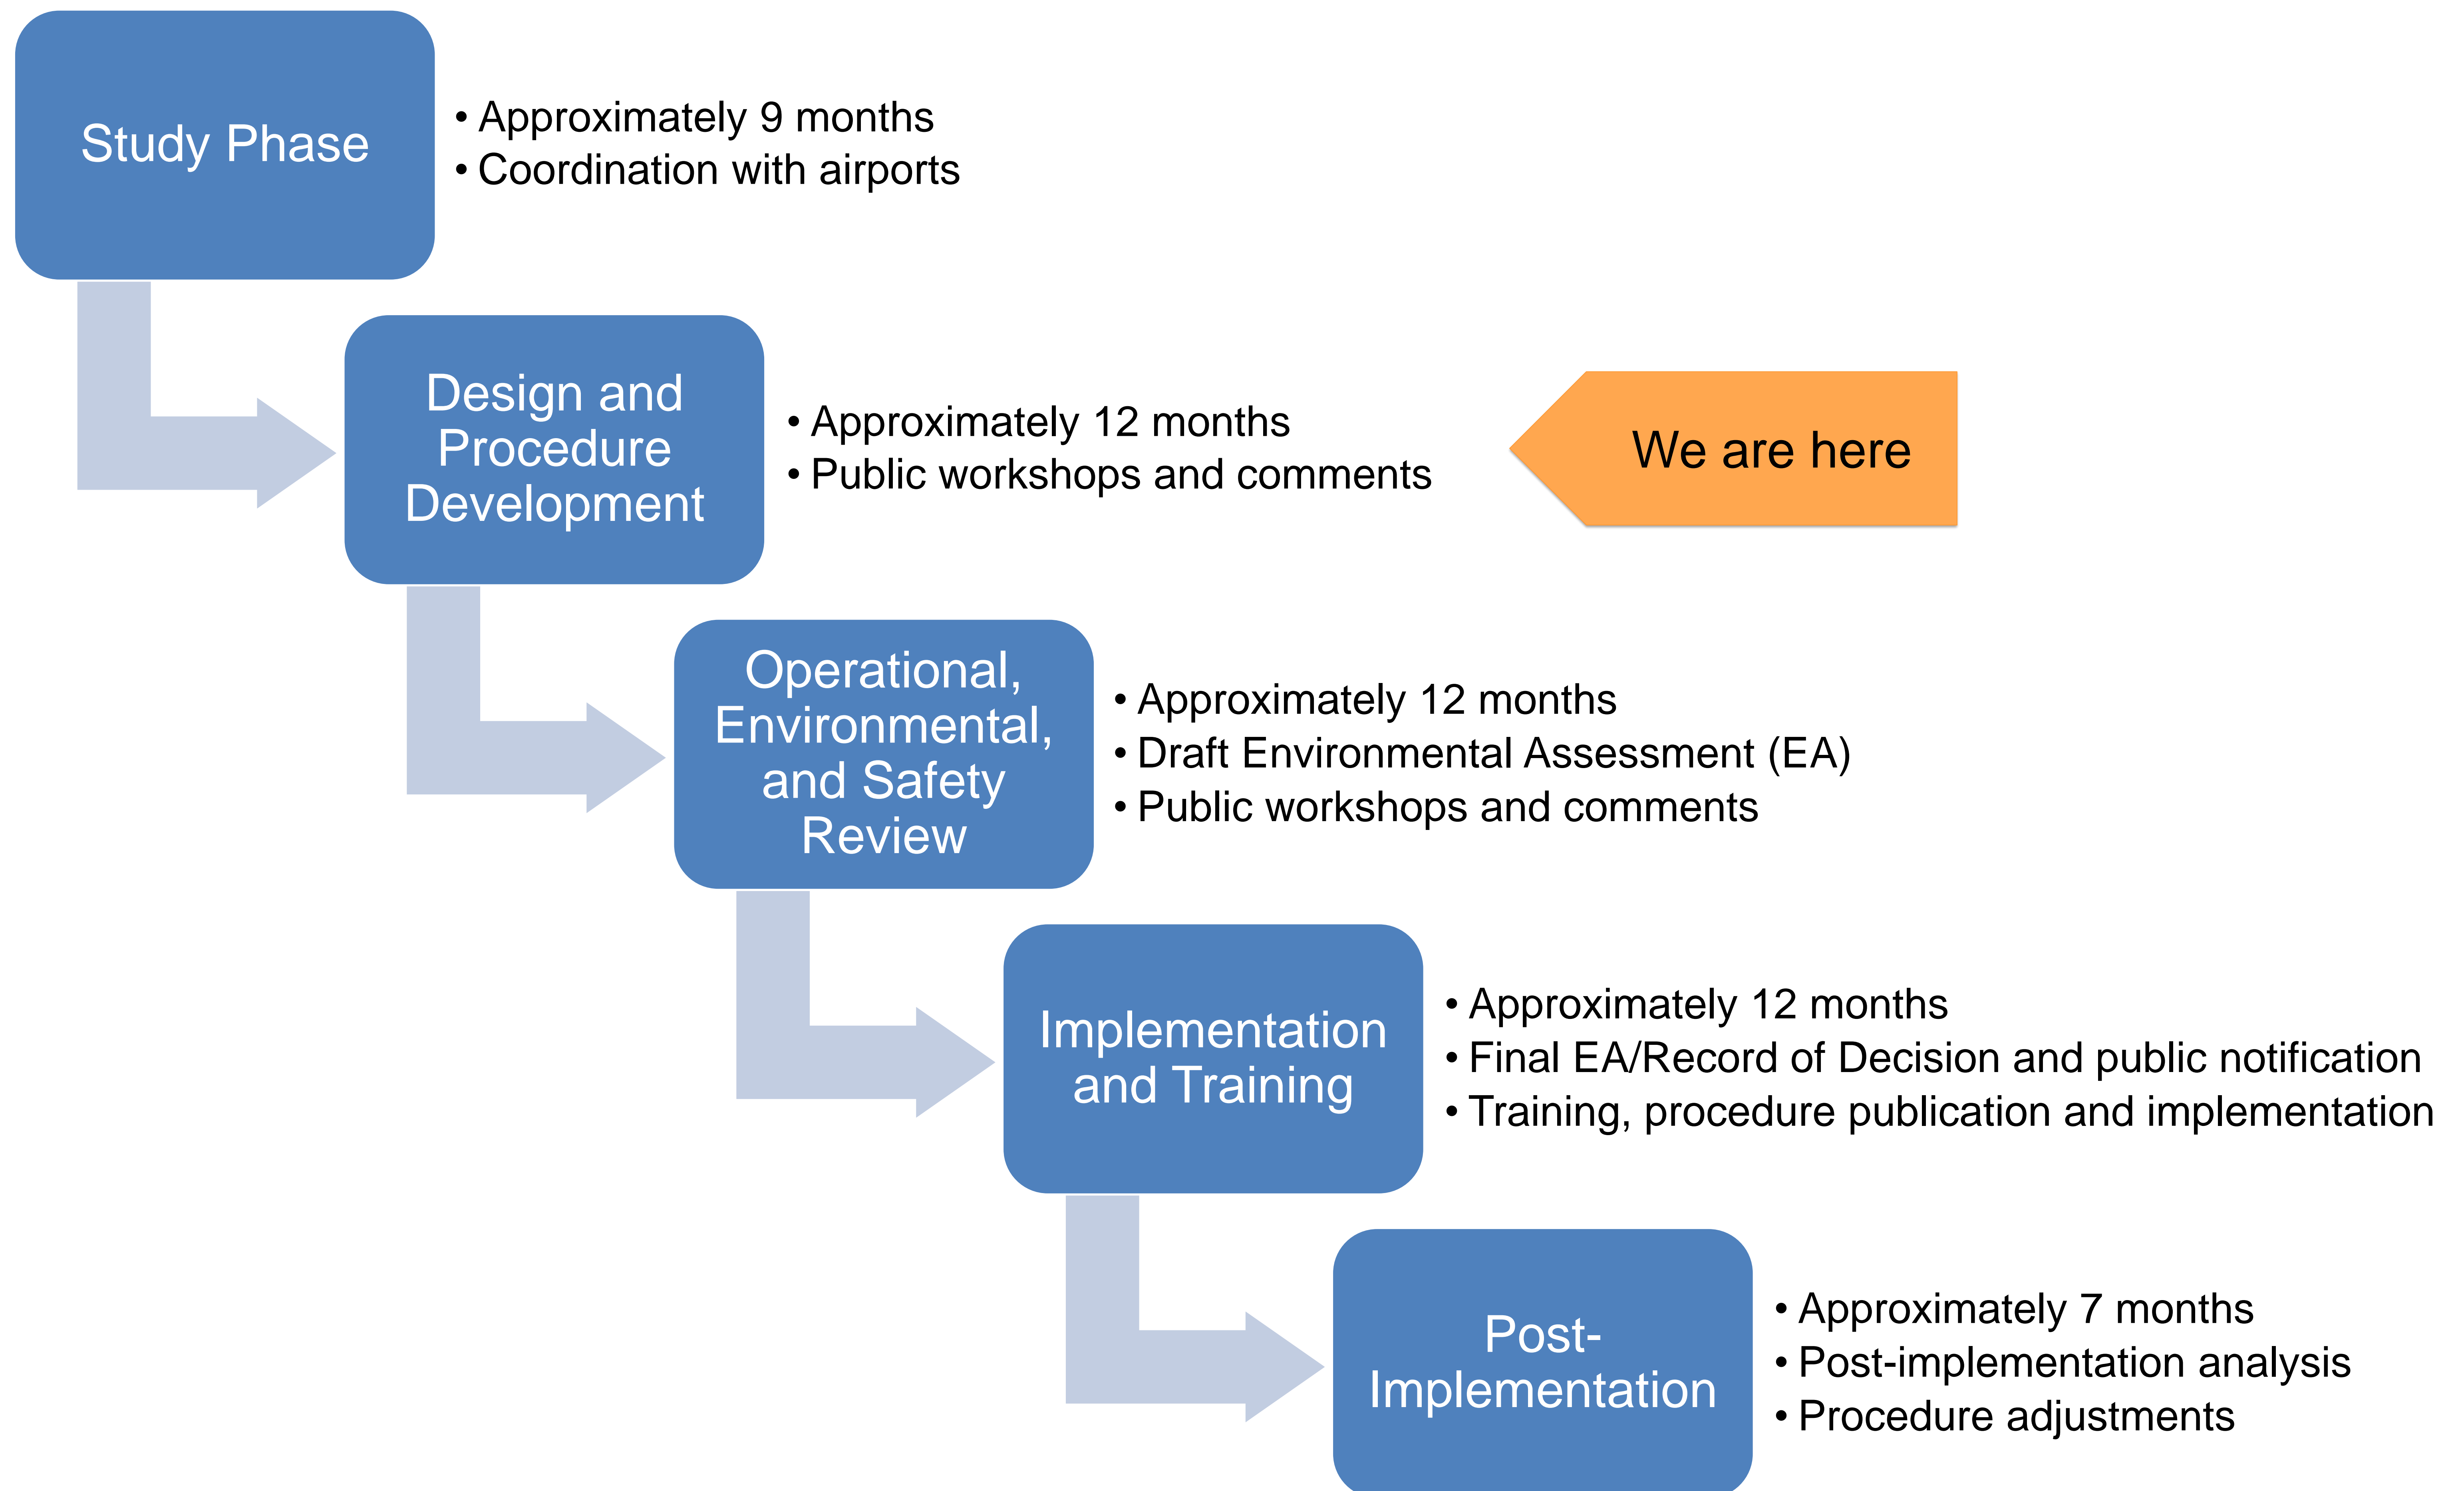 Study Phase
• Approximately 9 months
• Coordination with airports
Design and
Procedure
Development
• Approximately 12 months
• Public workshops and comments
We are here
Operational,
Environmental,
and Safety
Review
• Approximately 12 months
• Draft Environmental Assessment (EA)
• Public workshops and comments
Implementation
and Training
• Approximately 12 months
• Final EA/Record of Decision and public notification
• Training, procedure publication and implementation
Post-
Implementation
• Approximately 7 months
• Post-implementation analysis
• Procedure adjustments